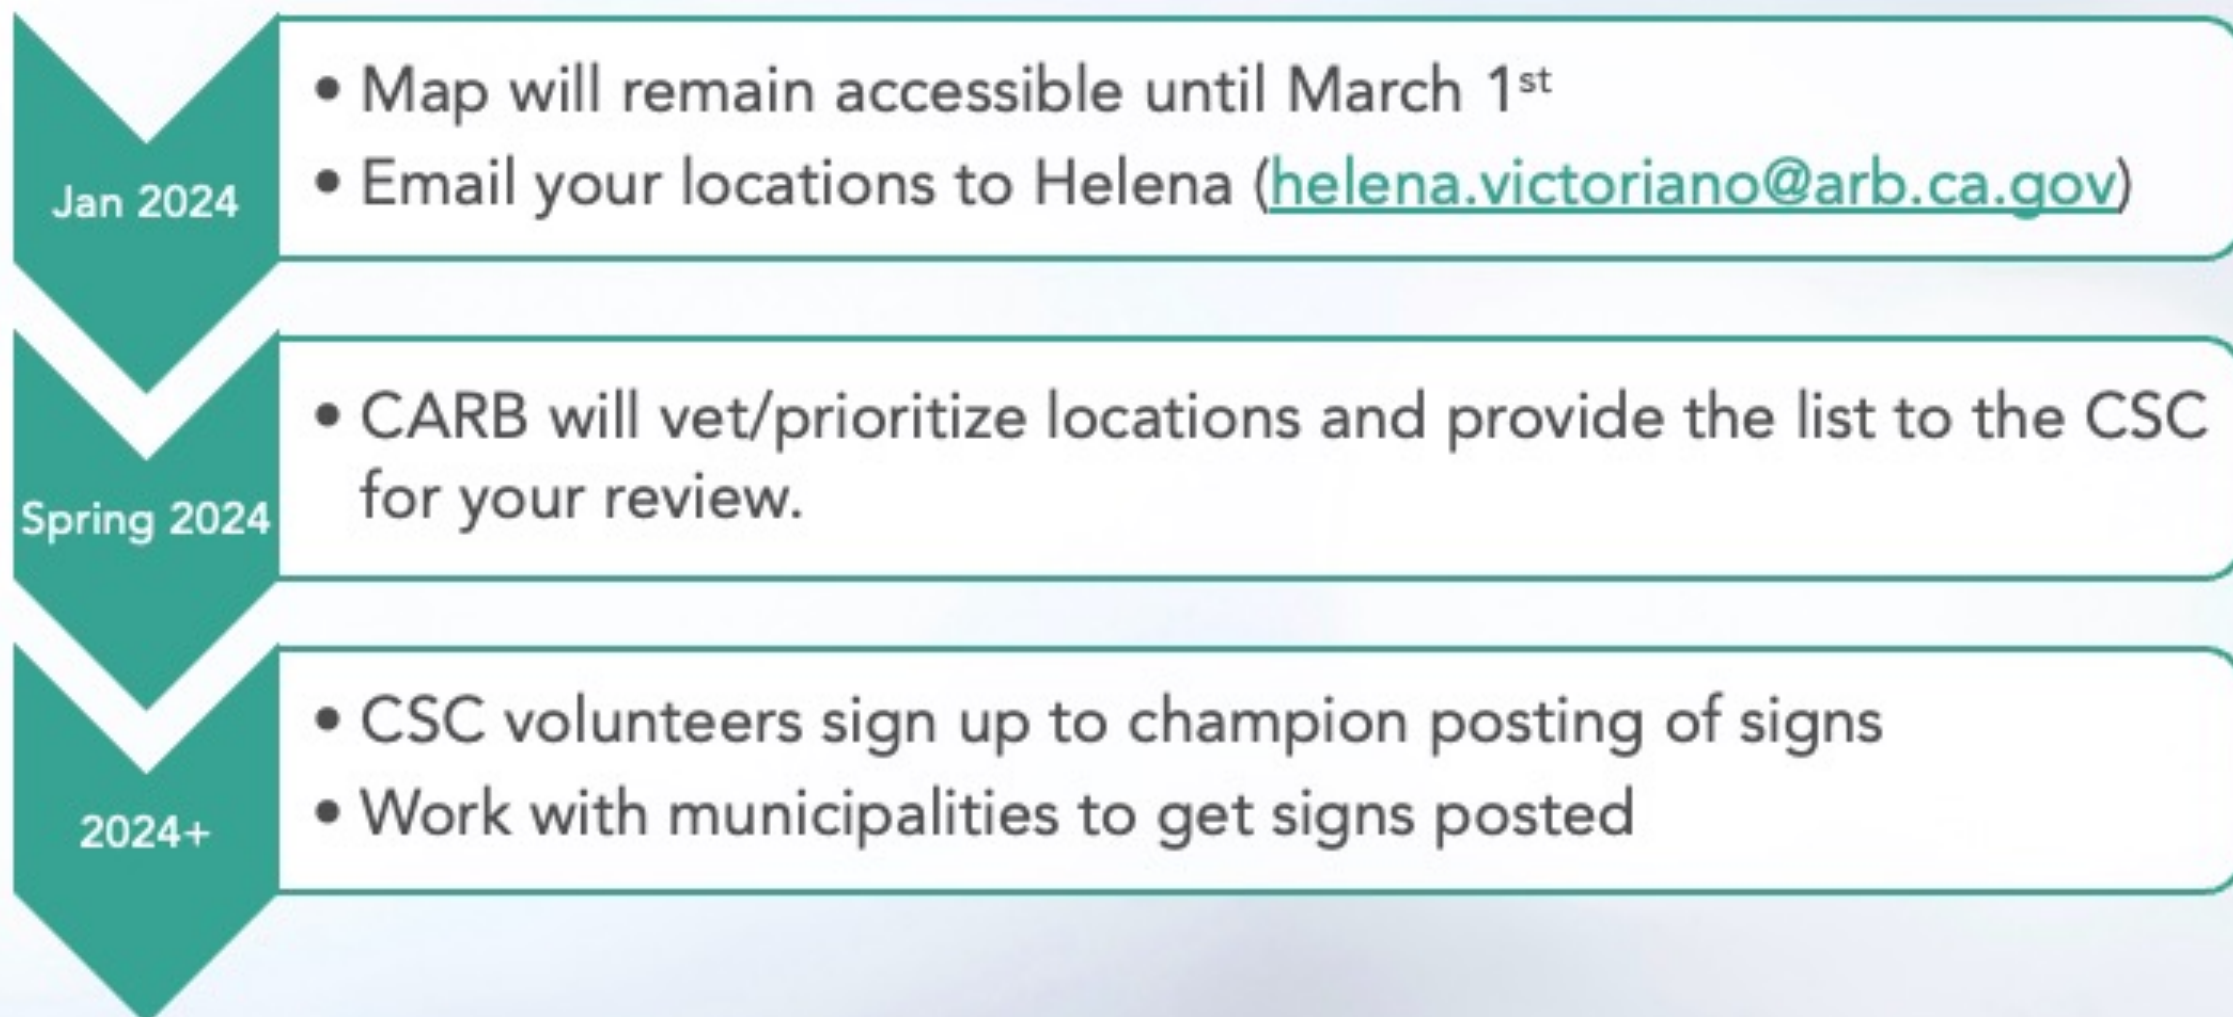 Jan 2024
• Map will remain accessible until March 1st
• Email your locations to Helena (helena.victoriano@arb.ca.gov)
Spring 2024
• CARB will vet/prioritize locations and provide the list to the CSC
for your review.
2024+
• CSC volunteers sign up to champion posting of signs
• Work with municipalities to get signs posted